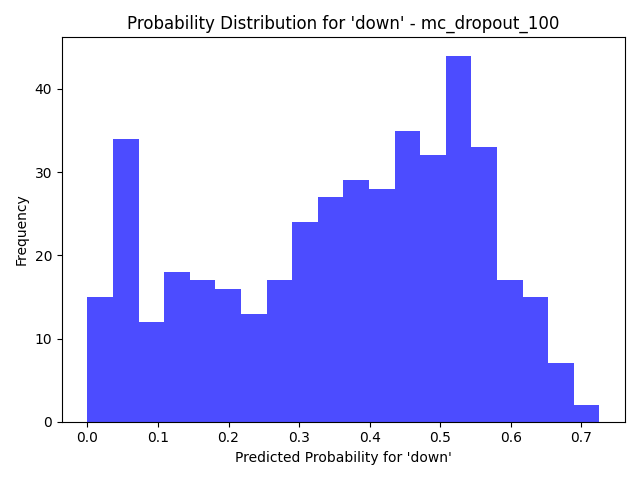 Probability Distribution for 'down' - mc_dropout_100
Frequency
40
30
20
10
0
0.0 0.1 0.2 0.3 0.4 0.5 0.6 0.7
Predicted Probability for 'down'